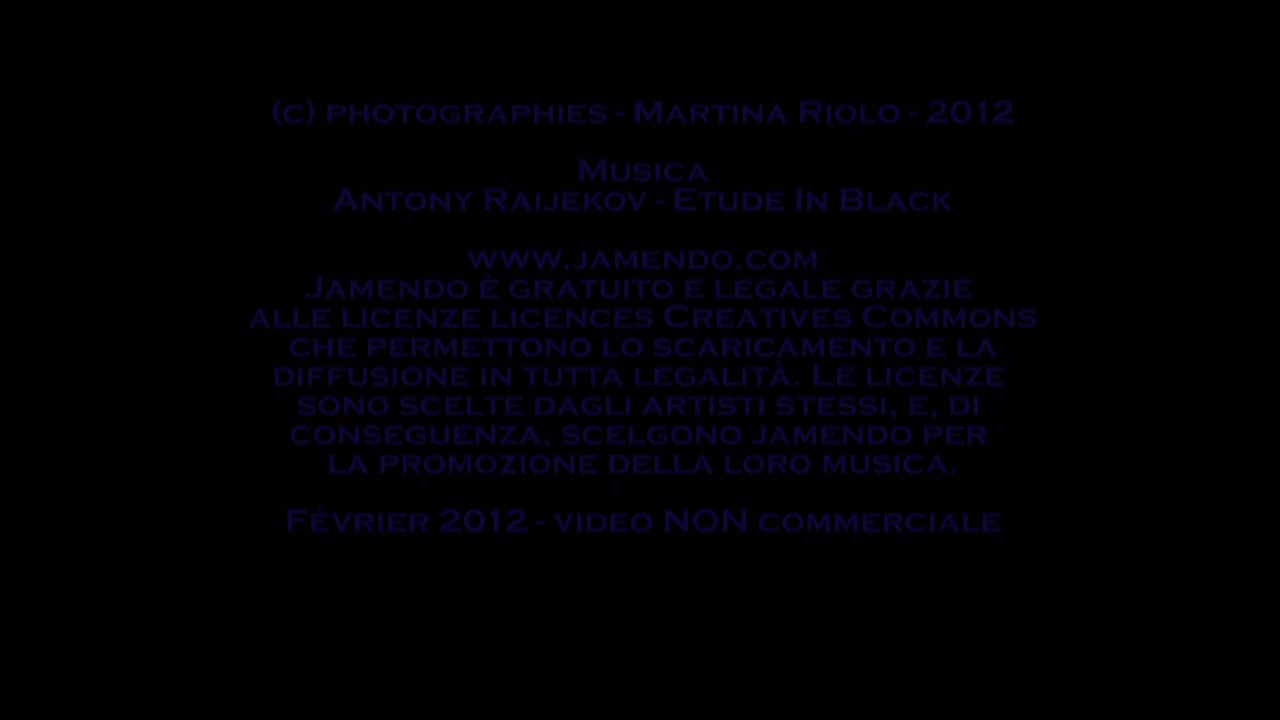 (c) photographies - Martina Riolo - 2012
Musica
Antony Raijekov - Etude In Black
www.jamendo.com
Jamendo è gratuito e legale grazie
alle licenze licences Creatives Commons
che permettono lo scaricamento e la
diffusione in tutta legalità. Le licenze
sono scelte dagli artisti stessi, e, di
conseguenza, scelgono jamendo per
la promozione della loro musica.
Février 2012 - video NON commerciale